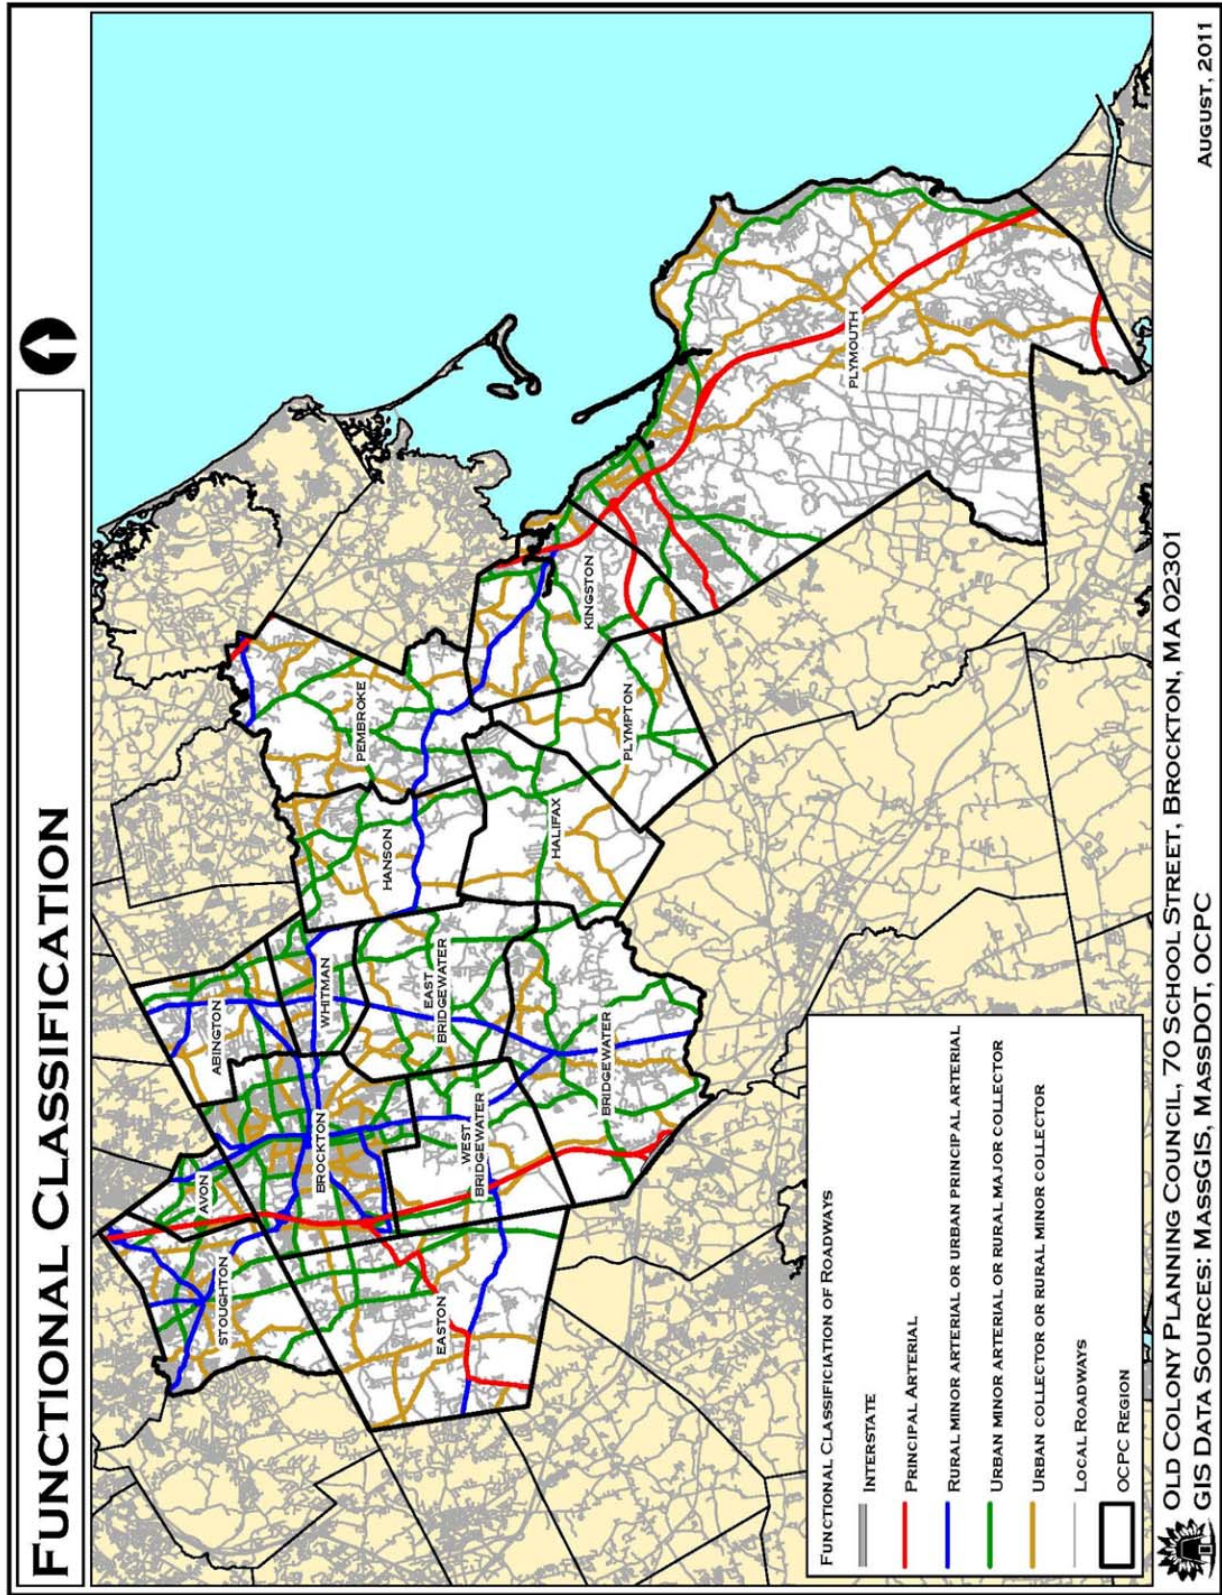 FUNCTIONAL CLASSIFICATION
STOUGHTON
AVON
BROCKTON
ABINGTON
WHITMAN
HANSON
PEMBROKE
EASTON
WEST
BRIDGEWATER
EAST
BRIDGEWATER
BRIDGEWATER
HALIFAX
PLYMPTON
KINGSTON
PLYMOUTH
FUNCTIONAL CLASSIFICIATION OF ROADWAYS
INTERSTATE
PRINCIPAL ARTERIAL
RURAL MINOR ARTERIAL OR URBAN PRINCIPAL ARTERIAL
URBAN MINOR ARTERIAL OR RURAL MAJOR COLLECTOR
URBAN COLLECTOR OR RURAL MINOR COLLECTOR
LOCAL ROADWAYS
OCPC REGION
OLD COLONY PLANNING COUNCIL, 70 SCHOOL STREET, BROCKTON, MA 02301
GIS DATA SOURCES: MASSGIS, MASSDOT, OCPC
AUGUST, 2011